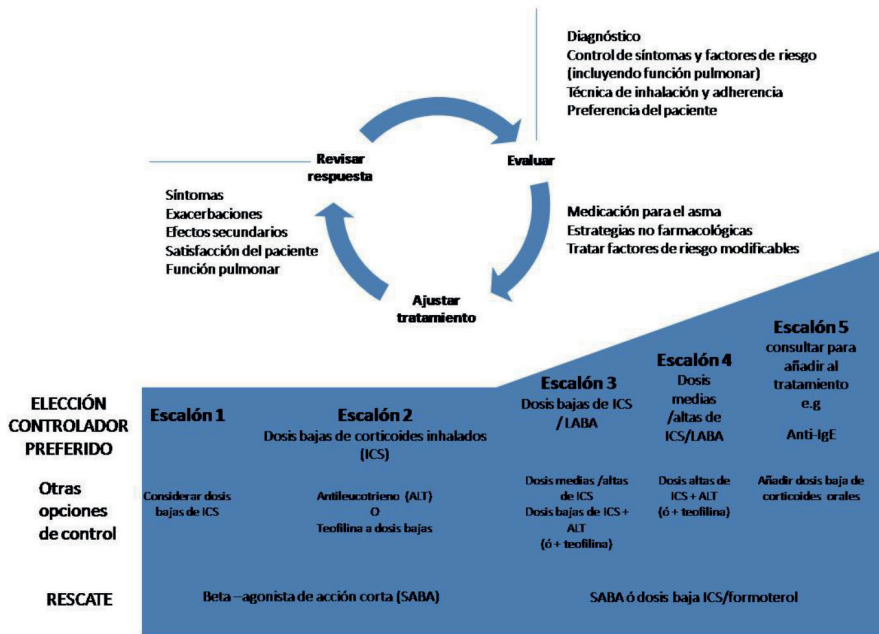 Diagnóstico
Control de síntomas y factores de riesgo
(incluyendo función pulmonar)
Técnica de inhalación y adherencia
Preferencia del paciente
Revisar
respuesta
Evaluar
Síntomas
Exacerbaciones
Efectos secundarios
Satisfacción del paciente
Función pulmonar
Medicación para el asma
Estrategias no farmacológicas
Tratar factores de riesgo modificables
Ajustar
tratamiento
ELECCIÓN
CONTROLADOR
PREFERIDO
Escalón 1
Escalón 2
Dosis bajas de corticoides inhalados
(ICS)
Escalón 3
Dosis bajas de ICS
/LABA
Escalón 4
Dosis
medias
/altas de
ICS/LABA
Escalón 5
consultar para
añadir al
tratamiento
e.g
Anti-IgE
Otras
opciones
de control
Considerar dosis
bajas de ICS
Antileucotrieno (ALT)
O
Teofilina a dosis bajas
Dosis medias /altas
de ICS
Dosis bajas de ICS +
ALT
(ó + teofilina)
Dosis altas de
ICS + ALT
(ó + teofilina)
Añadir dosis baja de
corticoides orales
RESCATE
Beta –agonista de acción corta (SABA)
SABA ó dosis baja ICS/formoterol